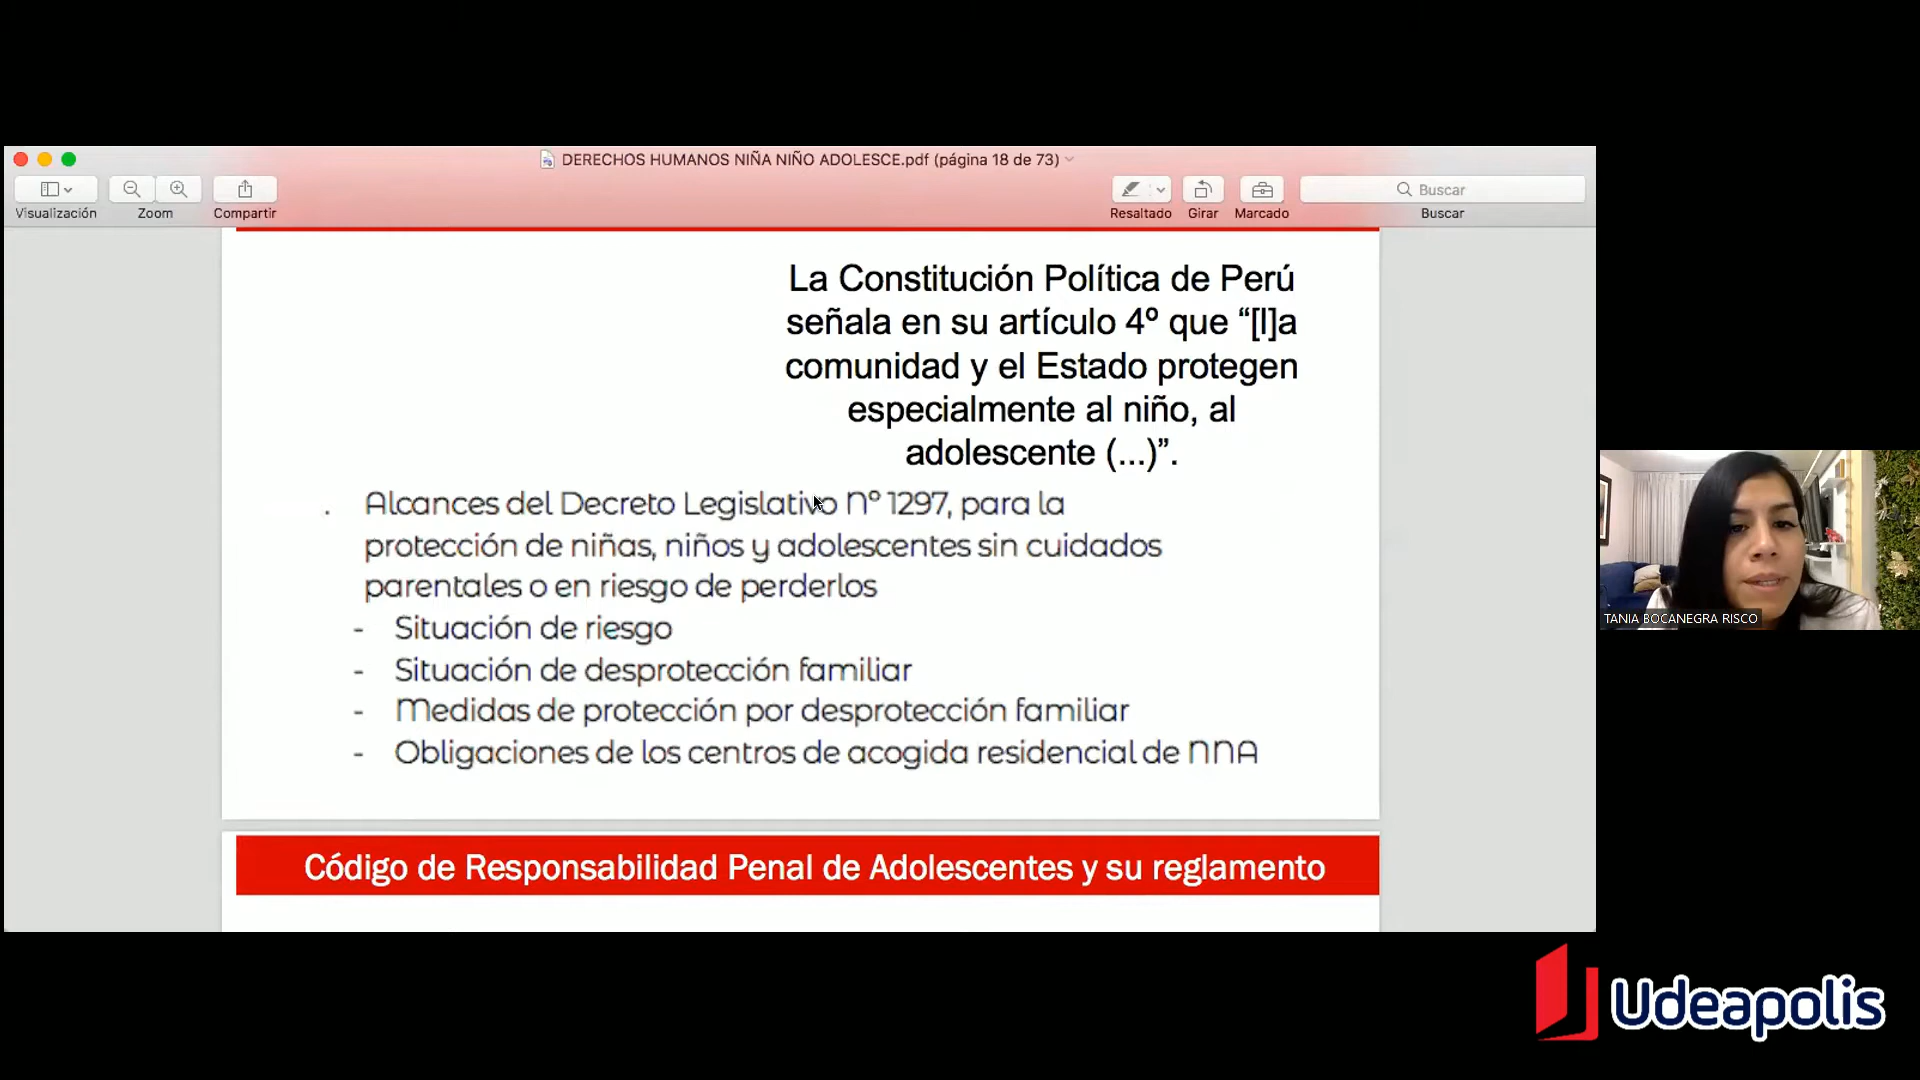 DERECHOS HUMANOS NIÑA NIÑO ADOLESCE.pdf (página 18 de 73)
Visualización
Zoom
Compartir
Resaltado
Girar
Marcado
Buscar
Buscar
La Constitución Política de Perú
señala en su artículo 4º que “[l]a
comunidad y el Estado protegen
especialmente al niño, al
adolescente (...)”.
. Alcances del Decreto Legislativo Nº 1297, para la
protección de niñas, niños y adolescentes sin cuidados
parentales o en riesgo de perderlos
- Situación de riesgo
- Situación de desprotección familiar
- Medidas de protección por desprotección familiar
- Obligaciones de los centros de acogida residencial de NNA
Código de Responsabilidad Penal de Adolescentes y su reglamento
TANIA BOCANEGRA RISCO
Udeapolis